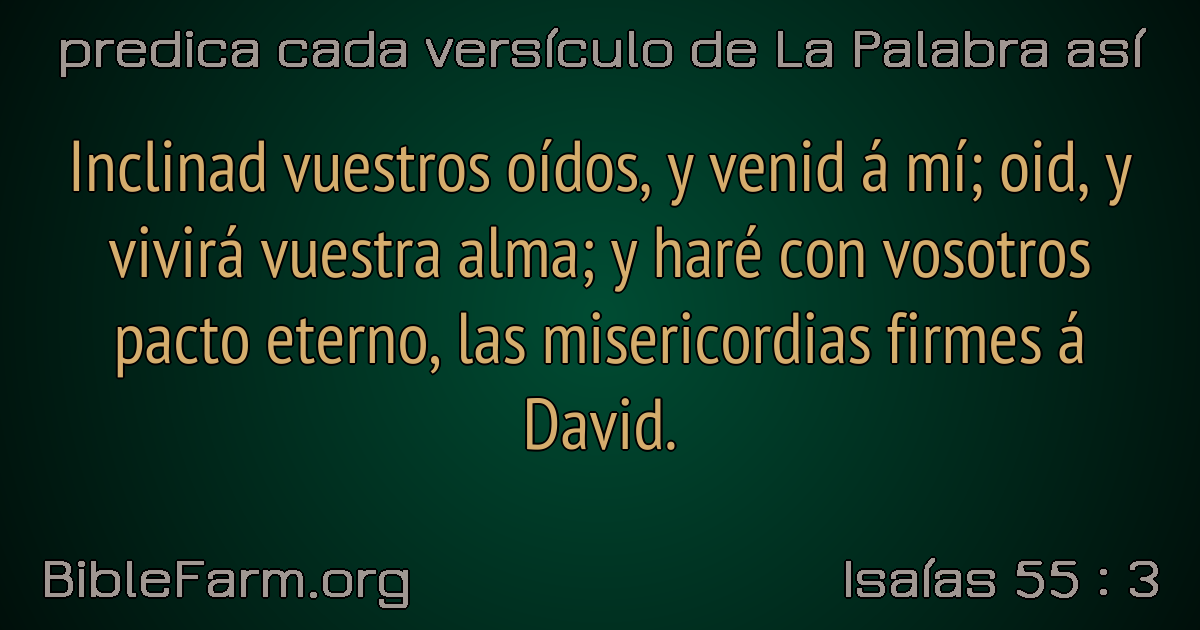 predica cada versículo de La Palabra así
Inclinad vuestros oídos, y venid á mí; oid, y
vivirá vuestra alma; y haré con vosotros
pacto eterno, las misericordias firmes á
David.
BibleFarm.org
Isaías 55 : 3